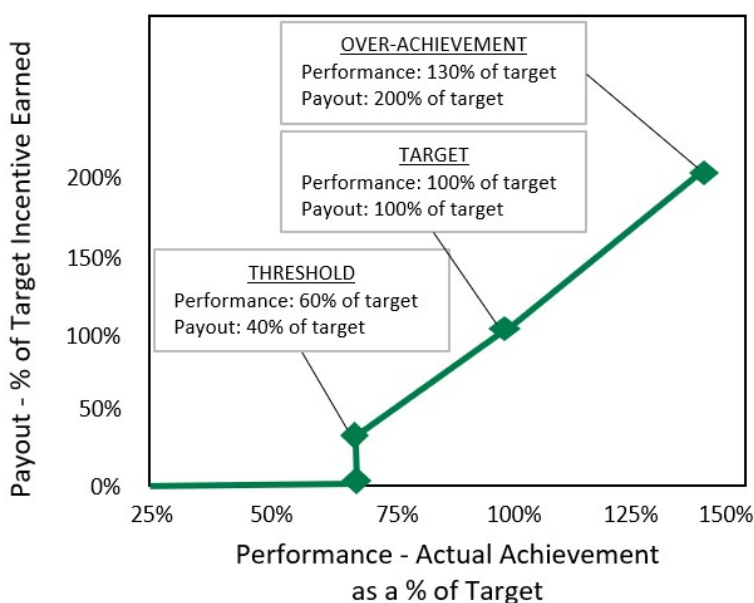 Payout - % of Target Incentive Earned
OVER-ACHIEVEMENT
Performance: 130% of target
Payout: 200% of target
TARGET
Performance: 100% of target
Payout: 100% of target
THRESHOLD
Performance: 60% of target
Payout: 40% of target
200%
150%
100%
50%
0%
25% 50% 75% 100% 125% 150%
Performance - Actual Achievement
as a % of Target